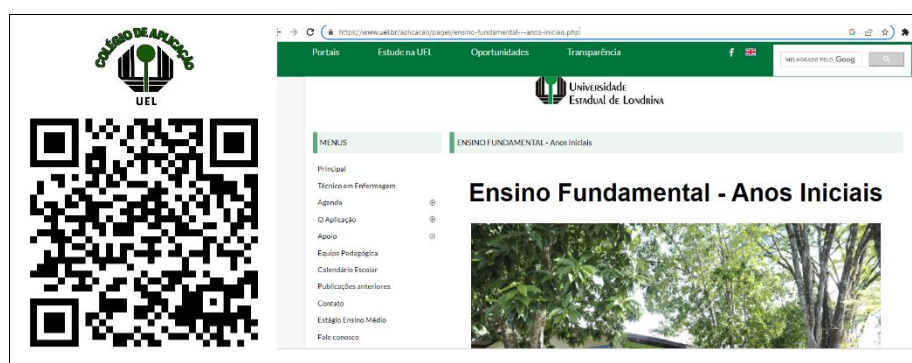 COLÉGIO DE APLICAÇÃO
UEL
https://www.uel.br/aplicacao/pages/ensino-fundamental---anos-iniciais.php
Portais Estude na UEL Oportunidades Transparência
MELHORADO PELO Goog
Universidade
Estadual de Londrina
MENUS
ENSINO FUNDAMENTAL - Anos Iniciais
Principal
Técnico em Enfermagem
Agenda
O Aplicação
Apoio
Equipe Pedagógica
Calendário Escolar
Publicações anteriores
Contato
Estágio Ensino Médio
Fale conosco
Ensino Fundamental - Anos Iniciais